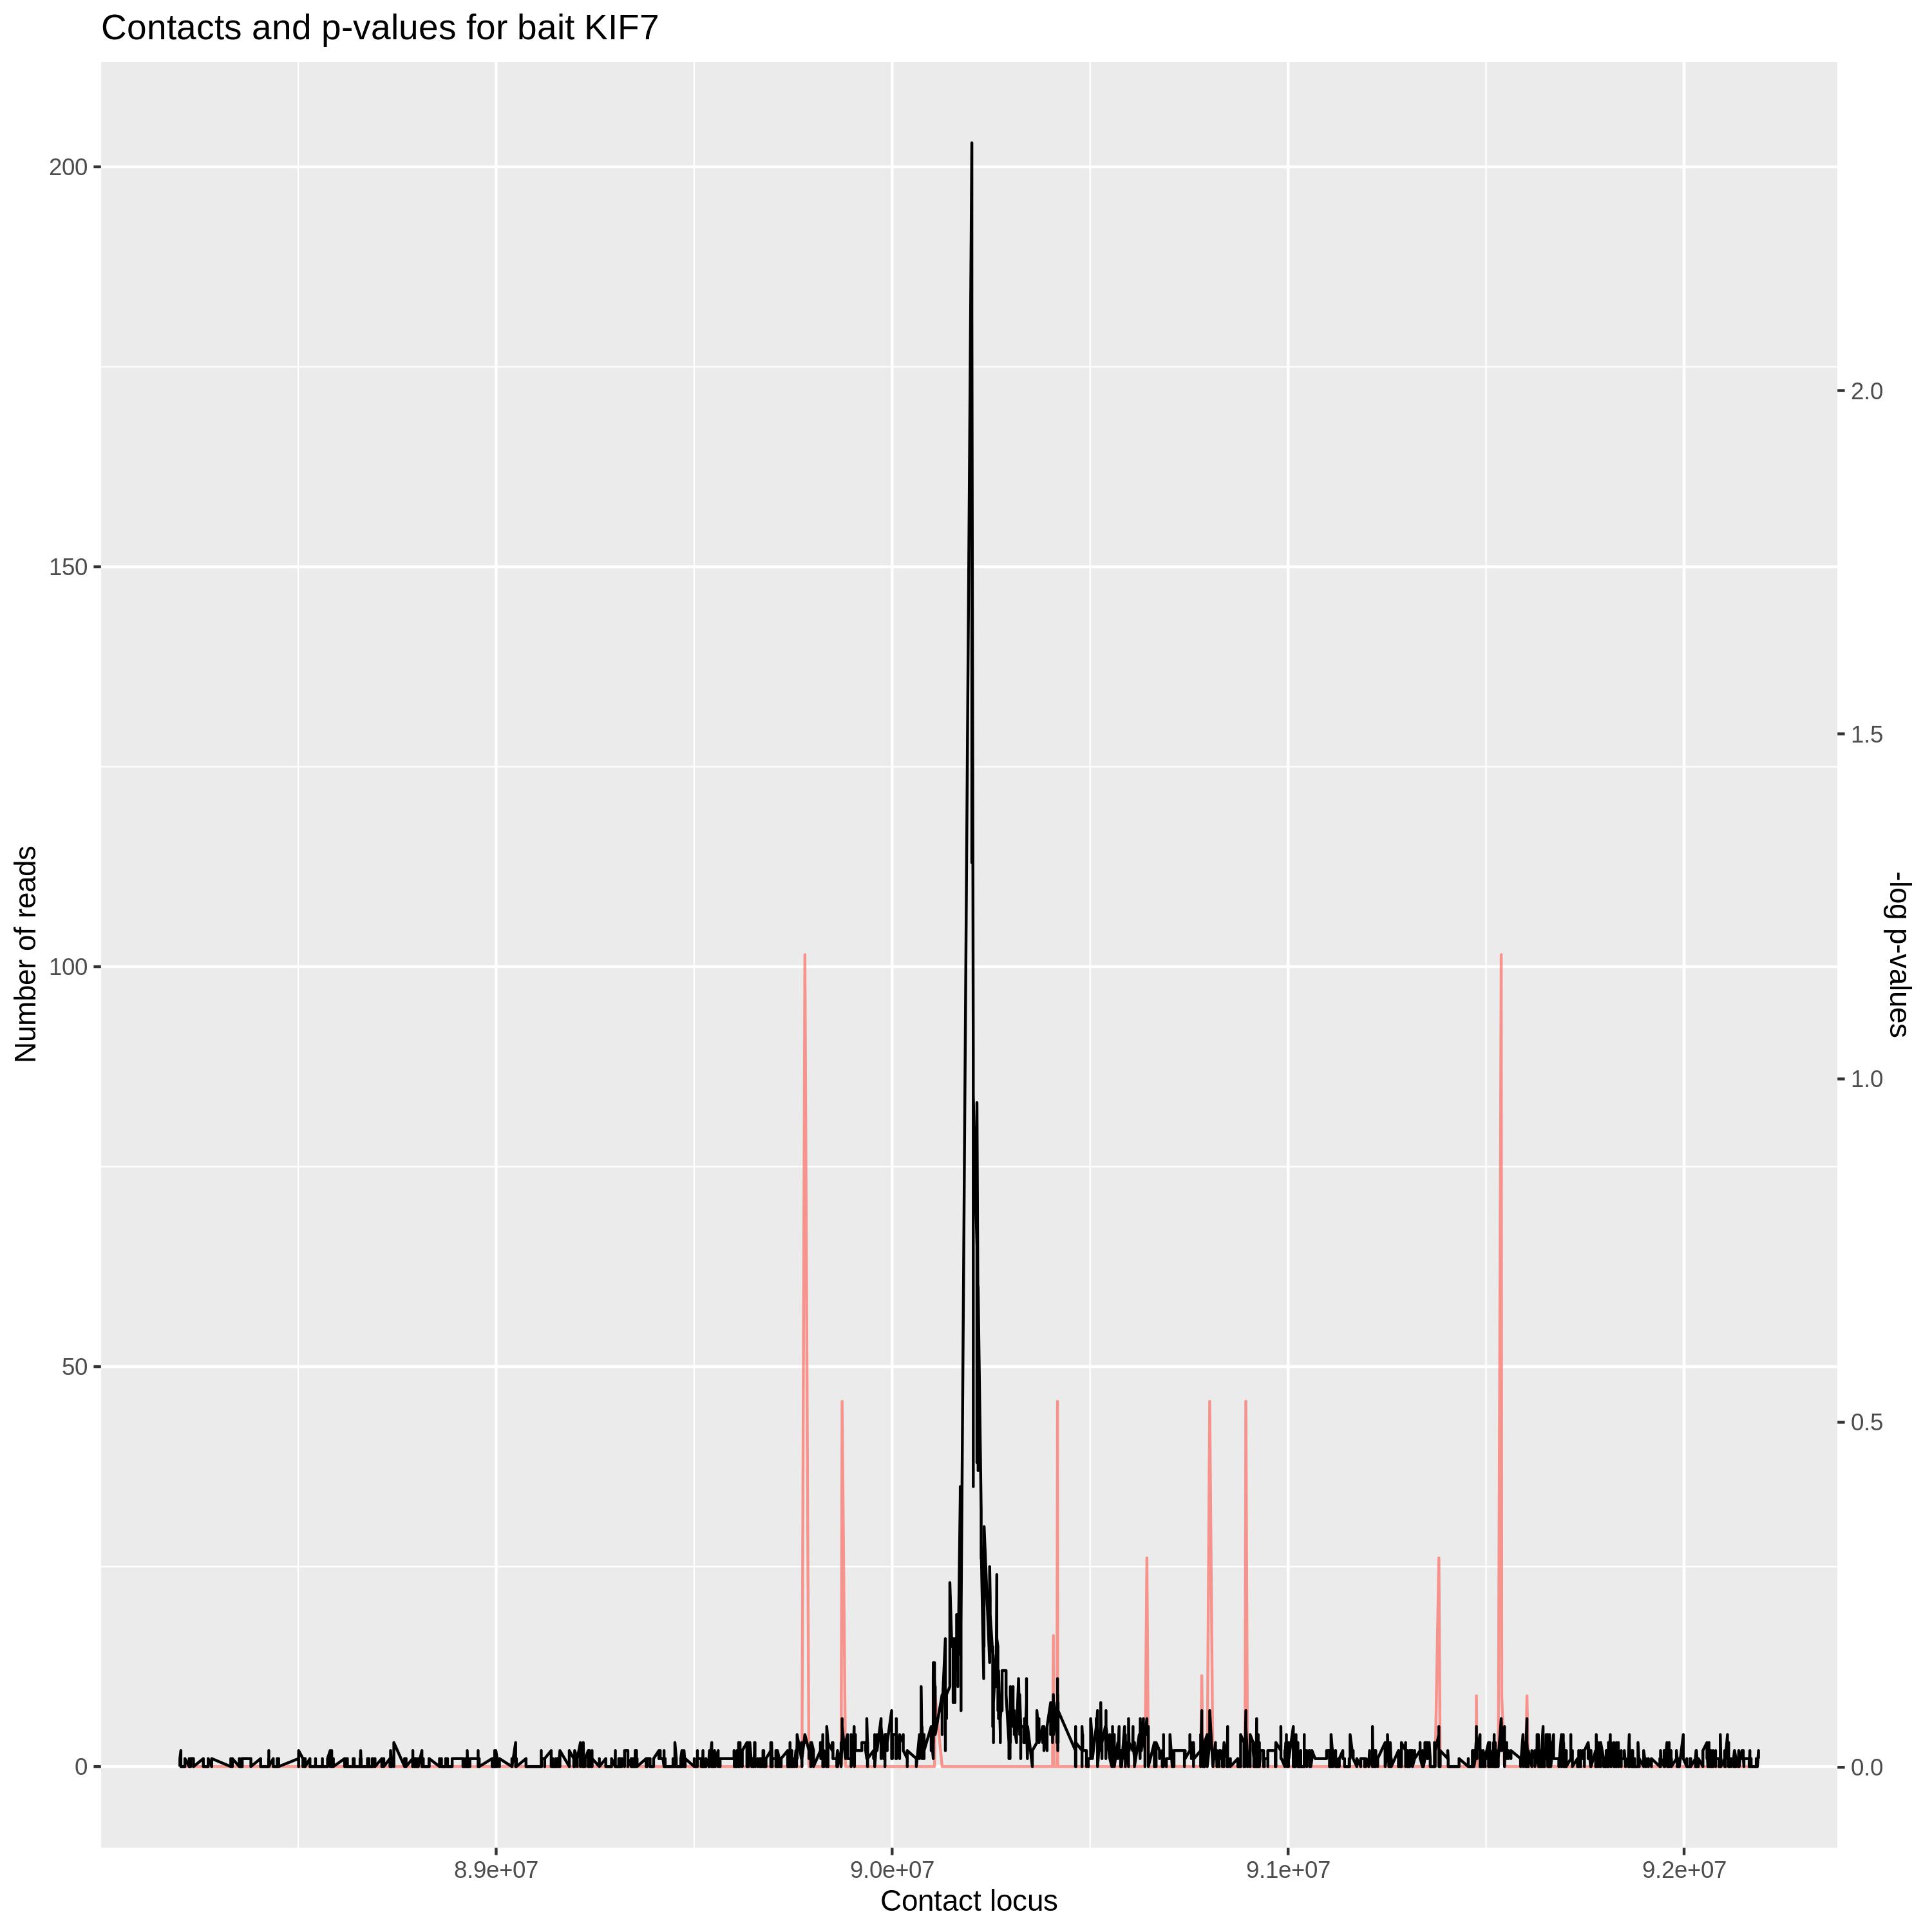 Contacts and p-values for bait KIF7
200
150
100
50
0
Number of reads
2.0
1.5
1.0
0.5
0.0
-log p-values
8.9e+07 9.0e+07 9.1e+07 9.2e+07
Contact locus